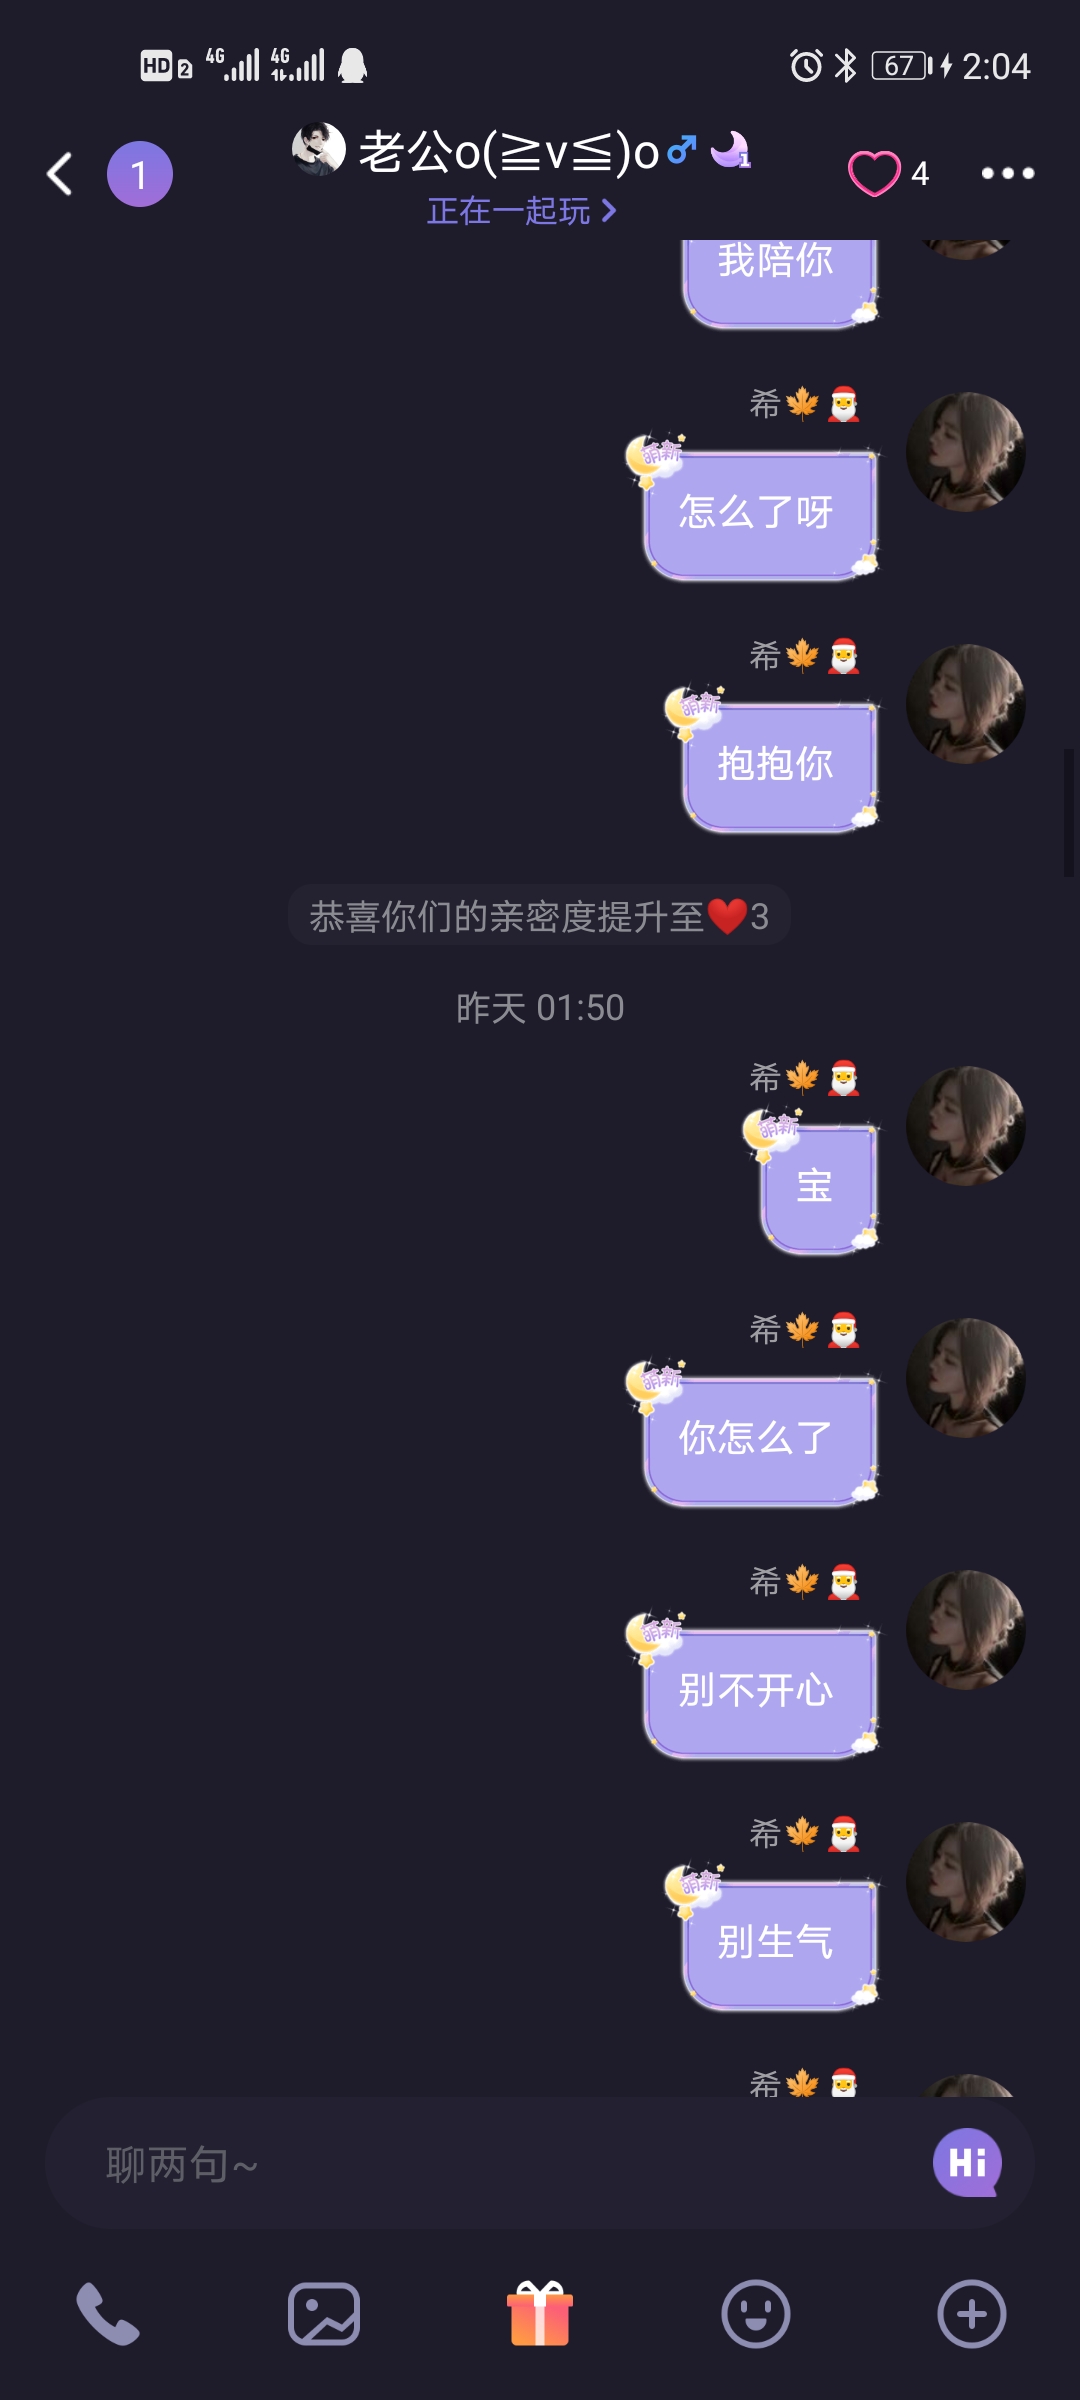 HD 2 4G 4G 67 2:04
1 老公o(≧v≦)o♂ 1 4
正在一起玩
我陪你
希🍁🎅
萌新
怎么了呀
希🍁🎅
萌新
抱抱你
恭喜你们的亲密度提升至❤3
昨天 01:50
希🍁🎅
萌新
宝
希🍁🎅
萌新
你怎么了
希🍁🎅
萌新
别不开心
希🍁🎅
萌新
别生气
希🍁🎅
聊两句~
Hi